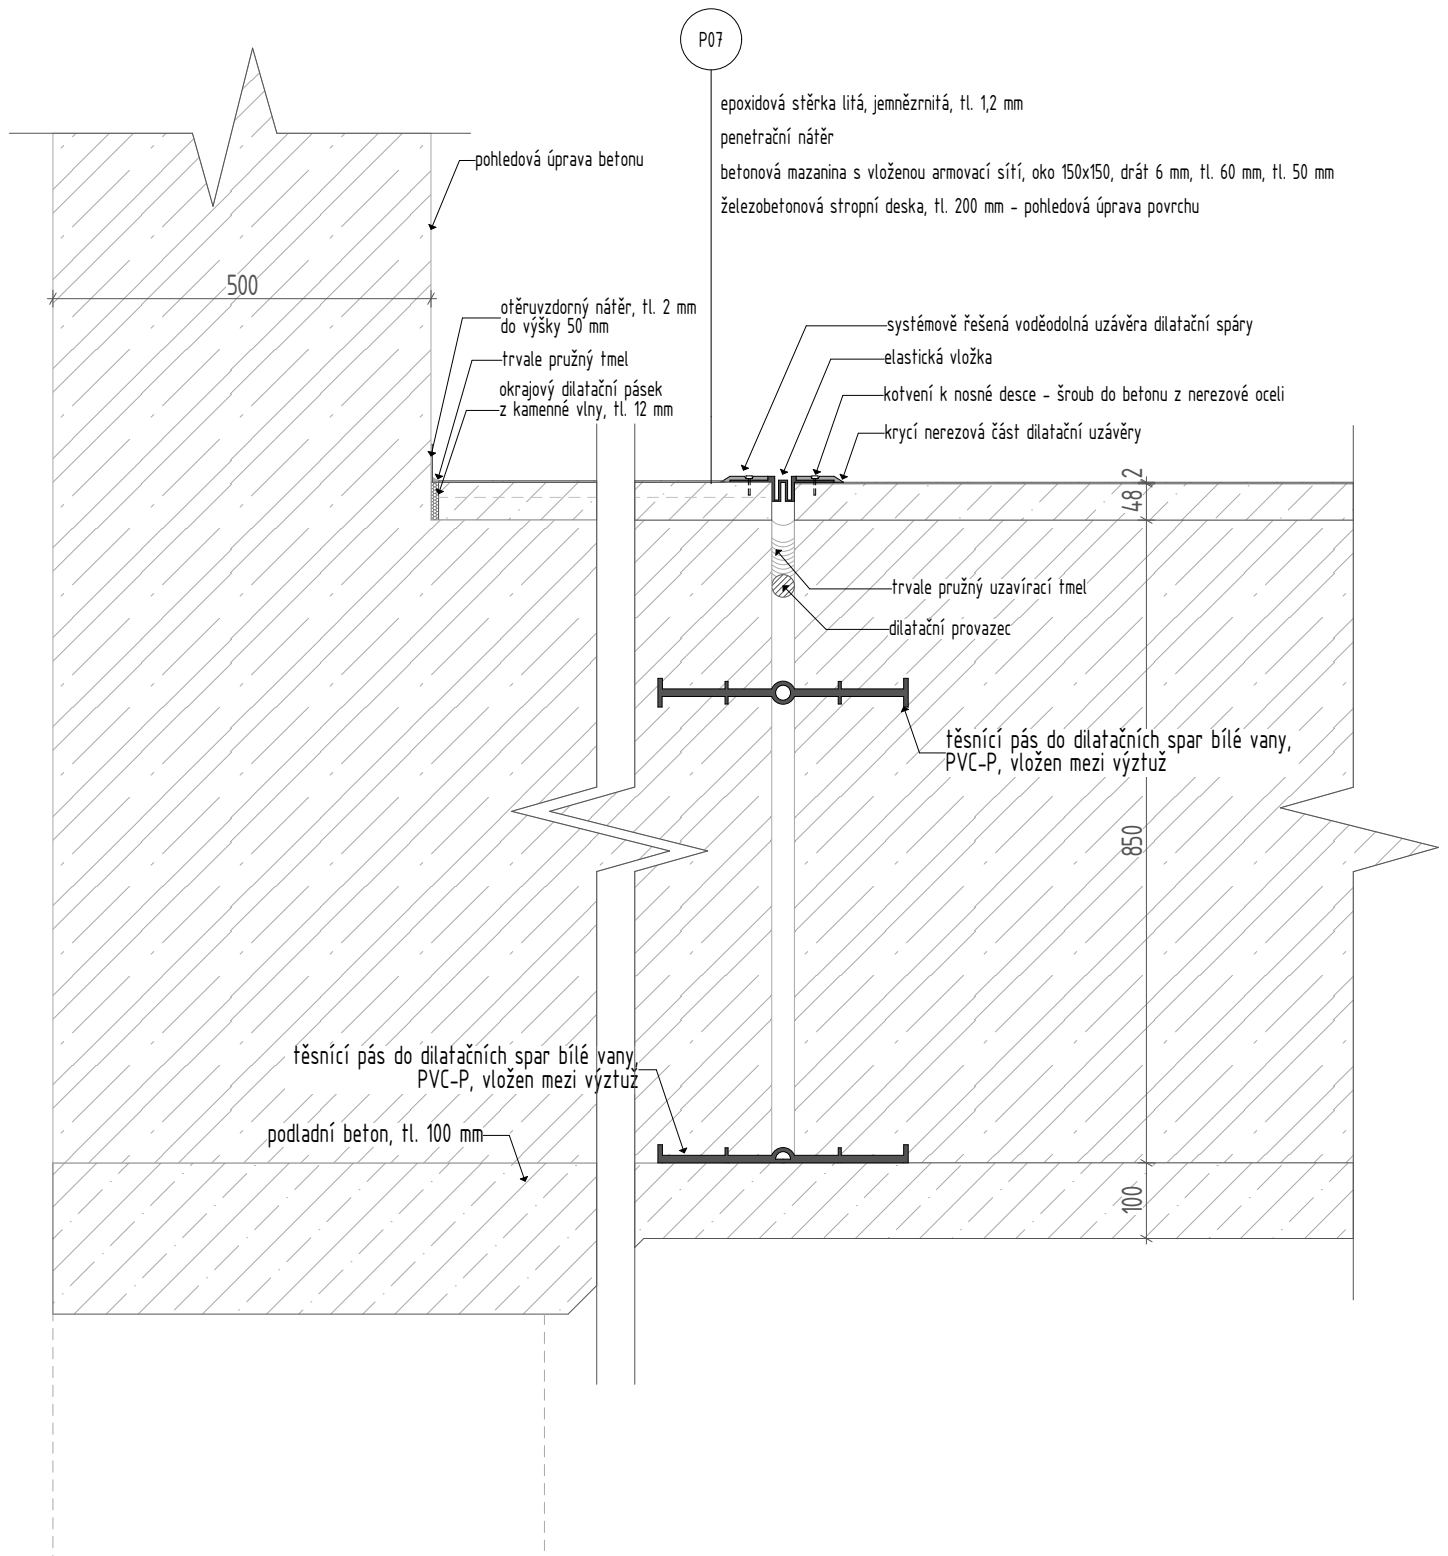 P07
epoxidová stěrka litá, jemnězrnitá, tl. 1,2 mm
penetrační nátěr
betonová mazanina s vloženou armovací sítí, oko 150x150, drát 6 mm, tl. 60 mm, tl. 50 mm
železobetonová stropní deska, tl. 200 mm - pohledová úprava povrchu
pohledová úprava betonu
500
otěruvzdorný nátěr, tl. 2 mm
do výšky 50 mm
trvale pružný tmel
okrajový dilatační pásek
z kamenné vlny, tl. 12 mm
systémově řešená voděodolná uzávěra dilatační spáry
elastická vložka
kotvení k nosné desce - šroub do betonu z nerezové oceli
krycí nerezová část dilatační uzávěry
2
48
trvale pružný uzavírací tmel
dilatační provazec
těsnící pás do dilatačních spar bílé vany,
PVC-P, vložen mezi výztuž
850
těsnící pás do dilatačních spar bílé vany,
PVC-P, vložen mezi výztuž
podladní beton, tl. 100 mm
100